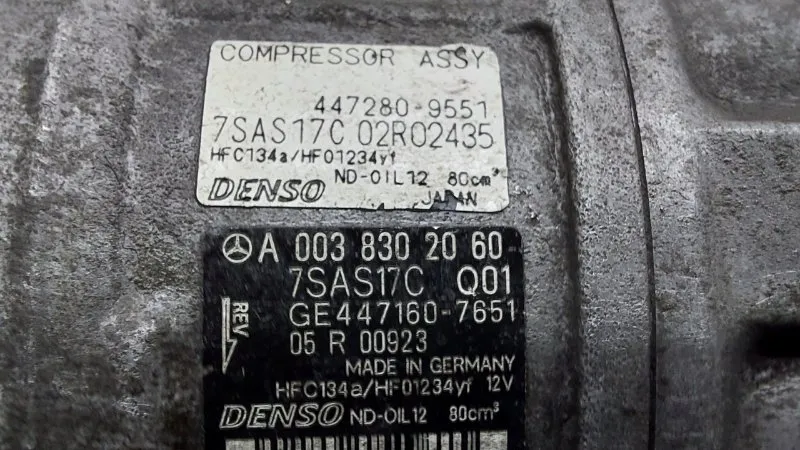 COMPRESSOR ASSY
447280-9551
7SAS17C 02R02435
HFC134a/HFO1234yf
ND-OIL12 80cm³
DENSO
JAPAN
A 003 830 20 60
7SAS17C Q01
REV
GE447160-7651
05 R 00923
MADE IN GERMANY
HFC134a/HFO1234yf 12V
DENSO ND-OIL12 80cm³